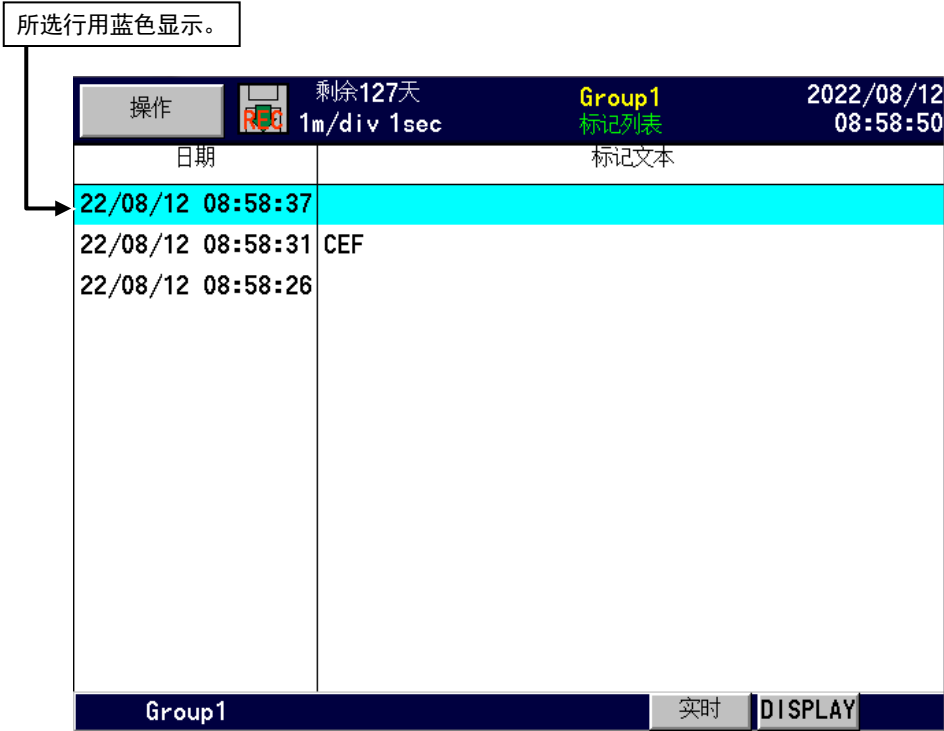 所选行用蓝色显示。
操作
REC
剩余127天
1m/div 1sec
Group1
标记列表
2022/08/12
08:58:50
日期
标记文本
22/08/12 08:58:37
22/08/12 08:58:31 CEF
22/08/12 08:58:26
Group1
实时
DISPLAY